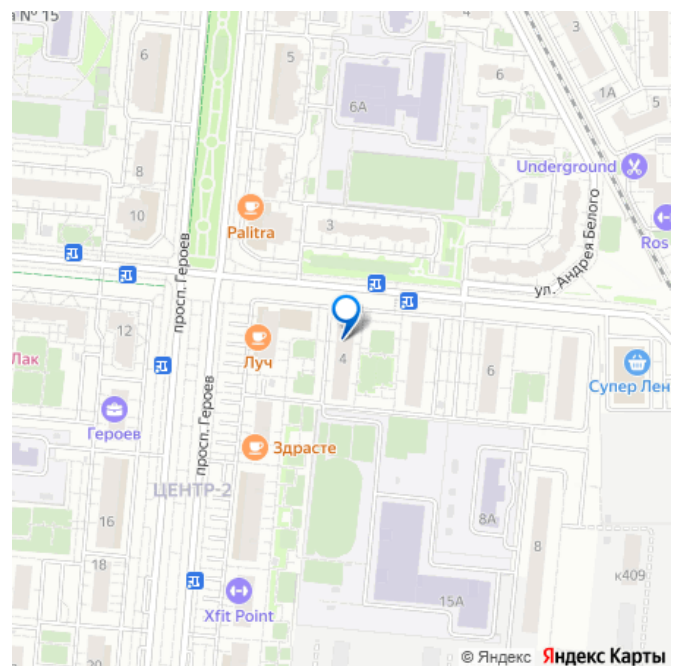 а № 15
6
5
6
1А
5
6А
8
10
Underground
Palitra
3
Ros
ул. Андрея Белого
просп. Героев
12
Лак
Луч
4
6
Супер Лен
Героев
просп. Героев
Здрасте
ЦЕНТР-2
16
8А
8
18
к409
15А
Xfit Point
20
© Яндекс Яндекс Карты